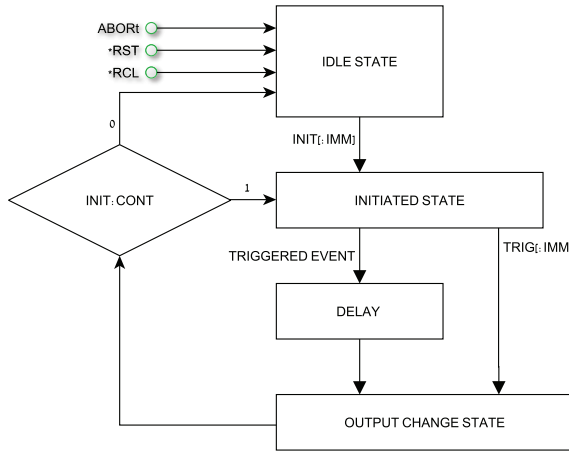 ABORt
*RST
*RCL
IDLE STATE
0
INIT[: IMM]
INIT: CONT
1
INITIATED STATE
TRIGGERED EVENT
TRIG[: IMM
DELAY
OUTPUT CHANGE STATE